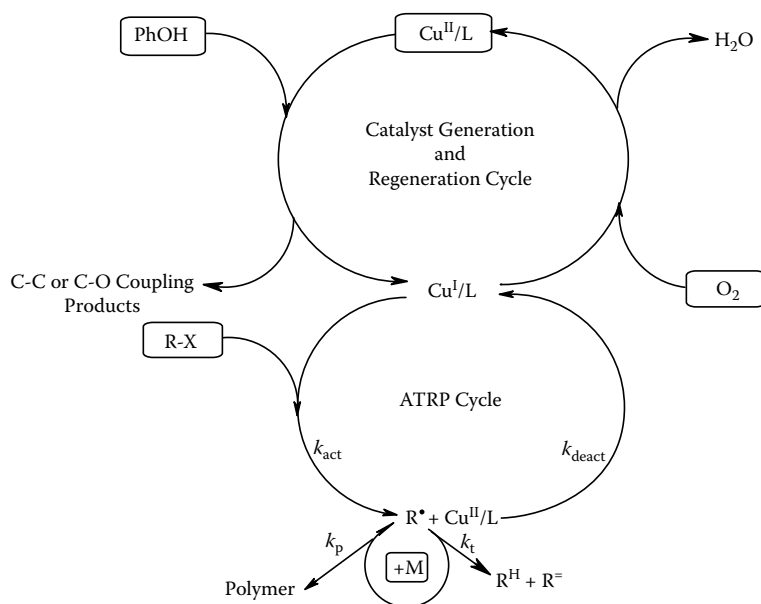 PhOH
Cu^II/L
H₂O
Catalyst Generation
and
Regeneration Cycle
C-C or C-O Coupling
Products
Cu^I/L
O₂
R-X
ATRP Cycle
k_act
k_deact
R• + Cu^II/L
k_p
k_t
+M
Polymer
R^H + R^=